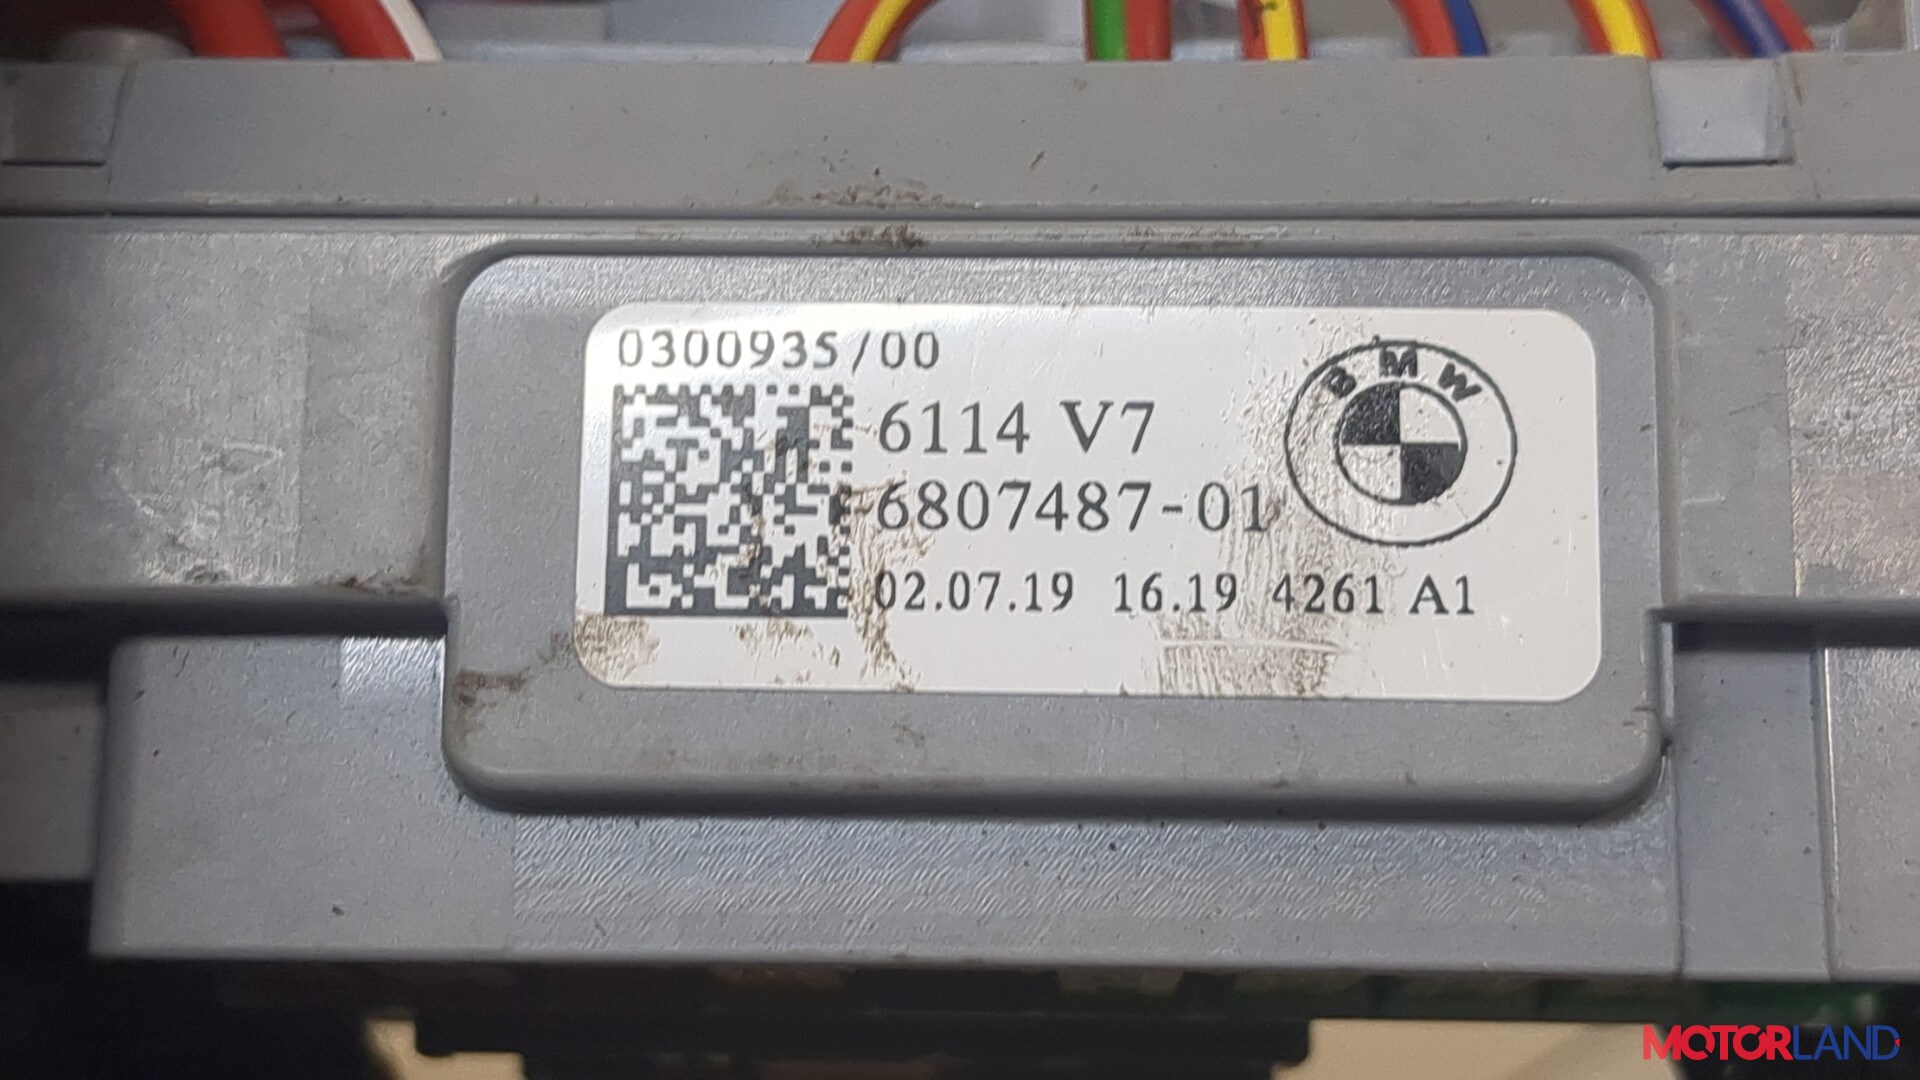 0300935/00
BMW
6114 V7
6807487-01
02.07.19 16.19 4261 A1
MOTORLAND